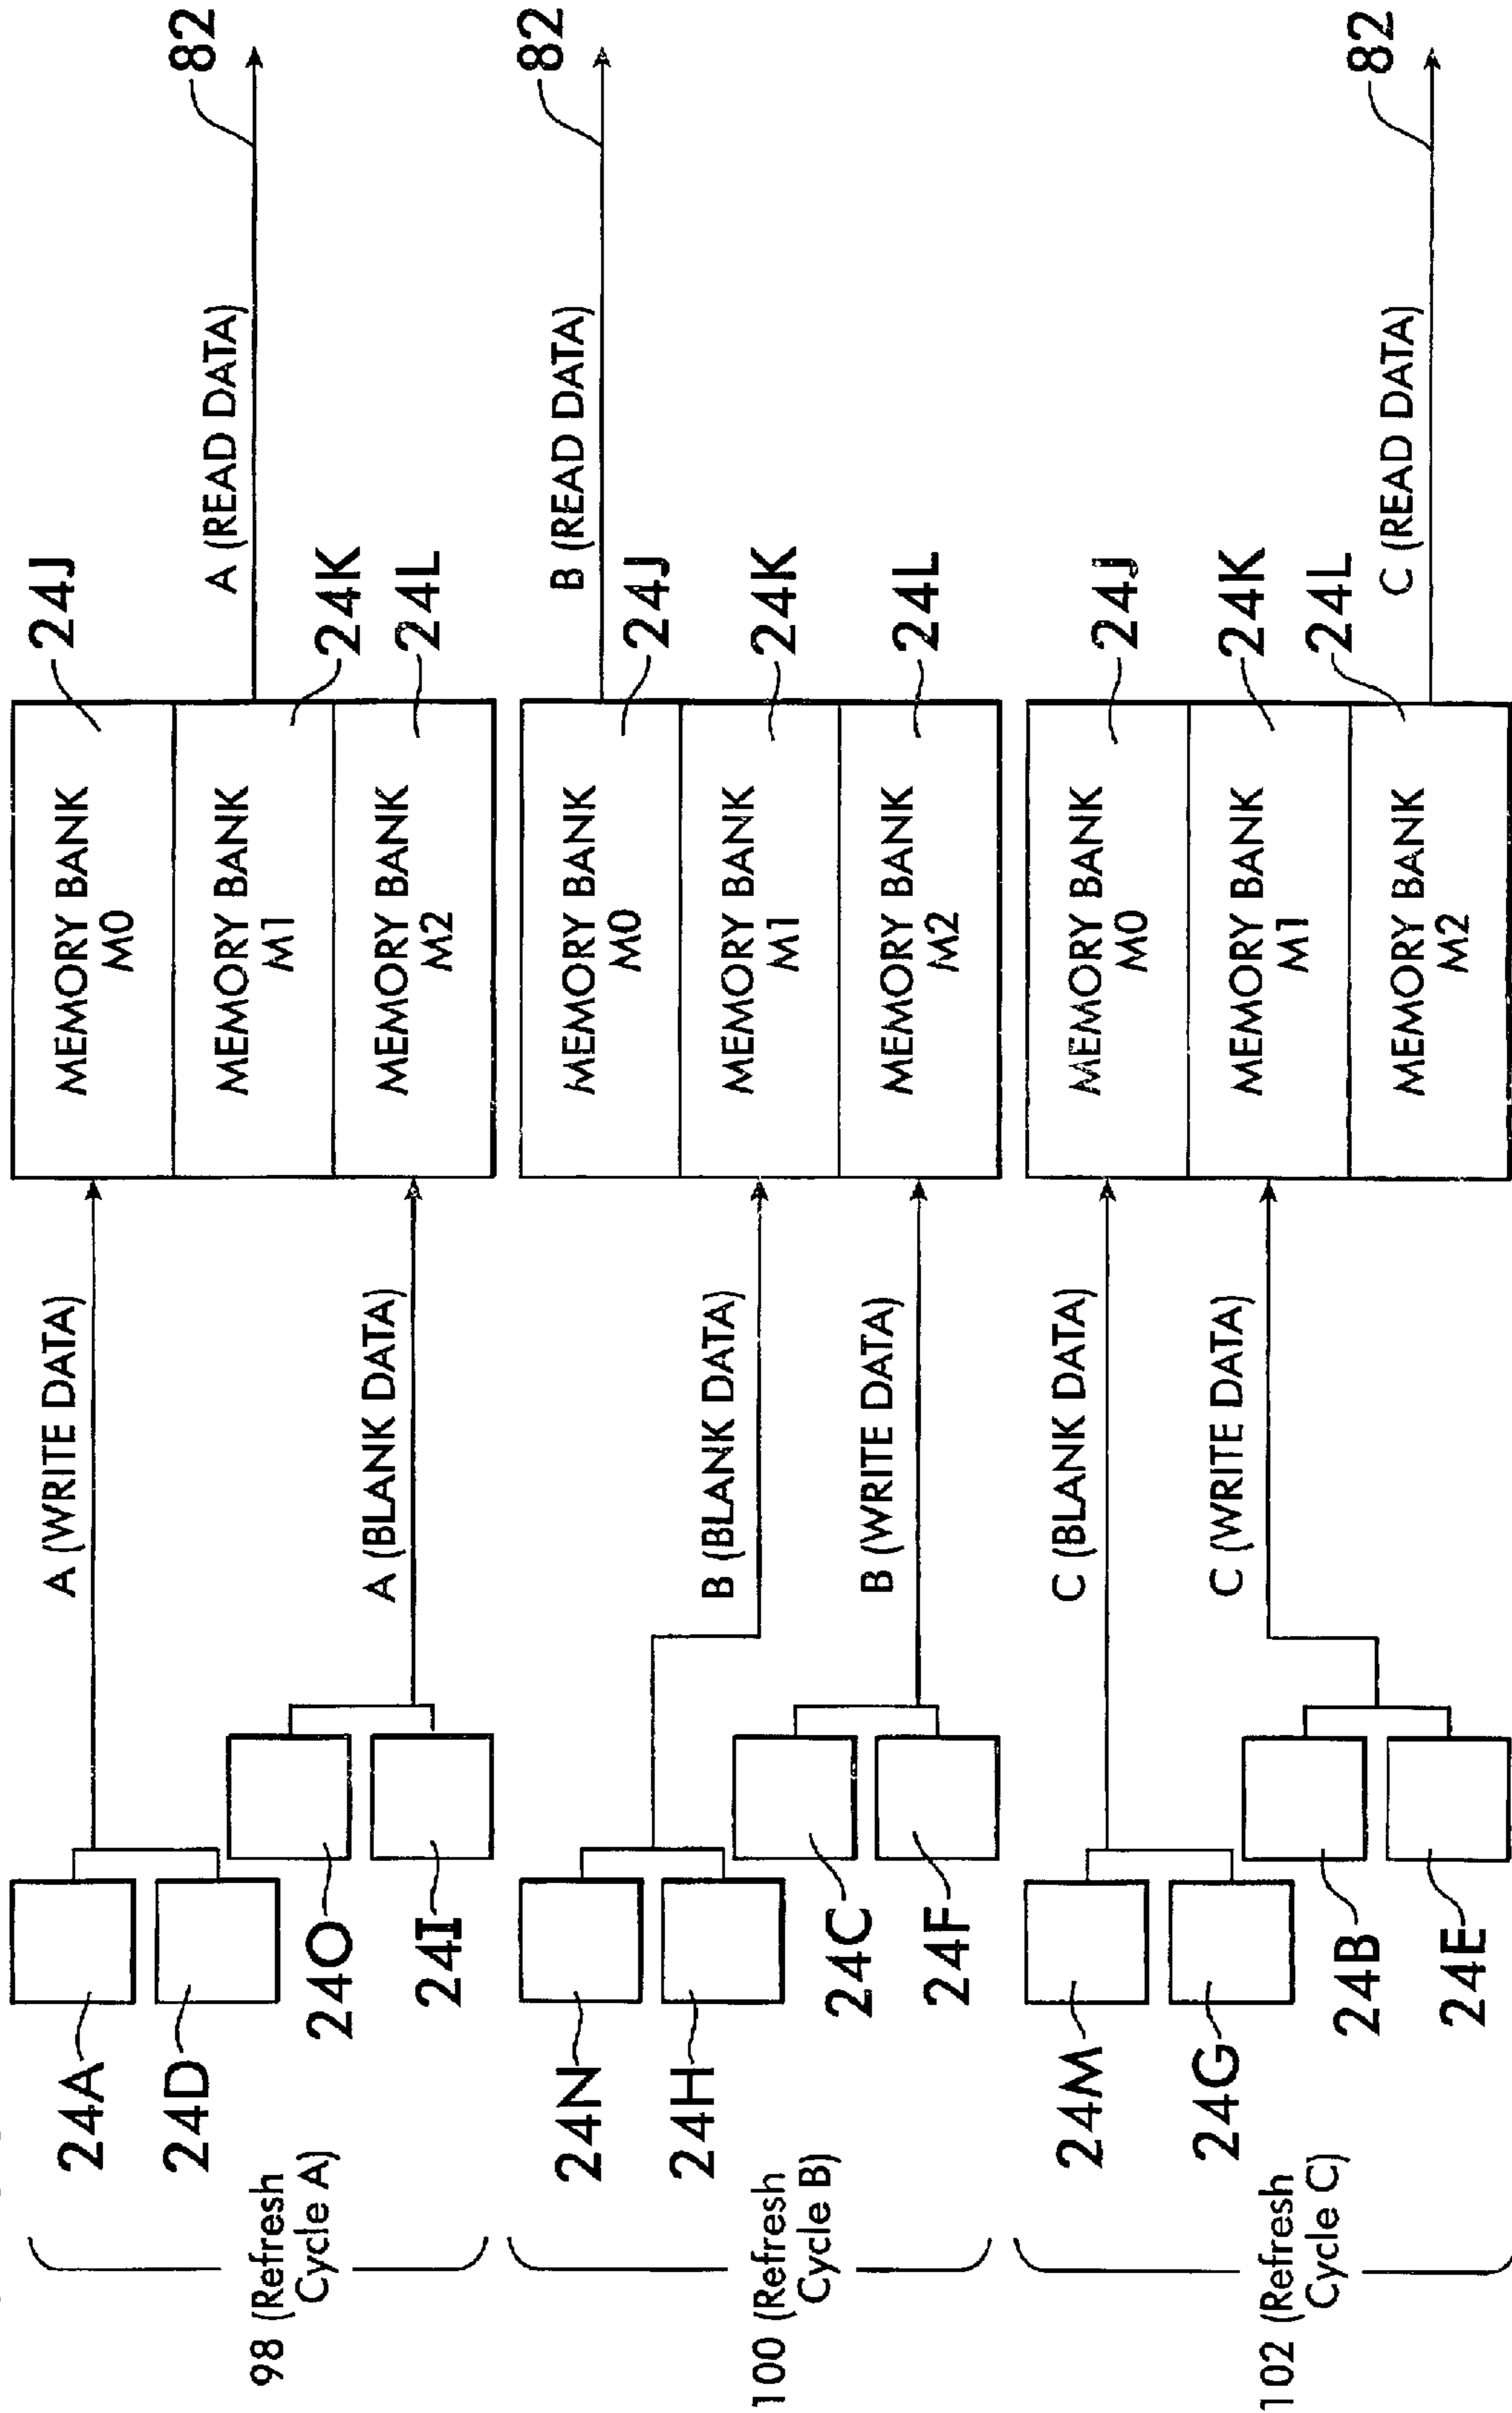 98 (Refresh
Cycle A)
24A
24D
24O
24I
A (WRITE DATA)
A (BLANK DATA)
MEMORY BANK
M0
MEMORY BANK
M1
MEMORY BANK
M2
24J
24K
24L
A (READ DATA)
82
100 (Refresh
Cycle B)
24N
24H
24C
24F
B (BLANK DATA)
B (WRITE DATA)
MEMORY BANK
M0
MEMORY BANK
M1
MEMORY BANK
M2
24J
24K
24L
B (READ DATA)
82
102 (Refresh
Cycle C)
24M
24G
24B
24E
C (BLANK DATA)
C (WRITE DATA)
MEMORY BANK
M0
MEMORY BANK
M1
MEMORY BANK
M2
24J
24K
24L
C (READ DATA)
82